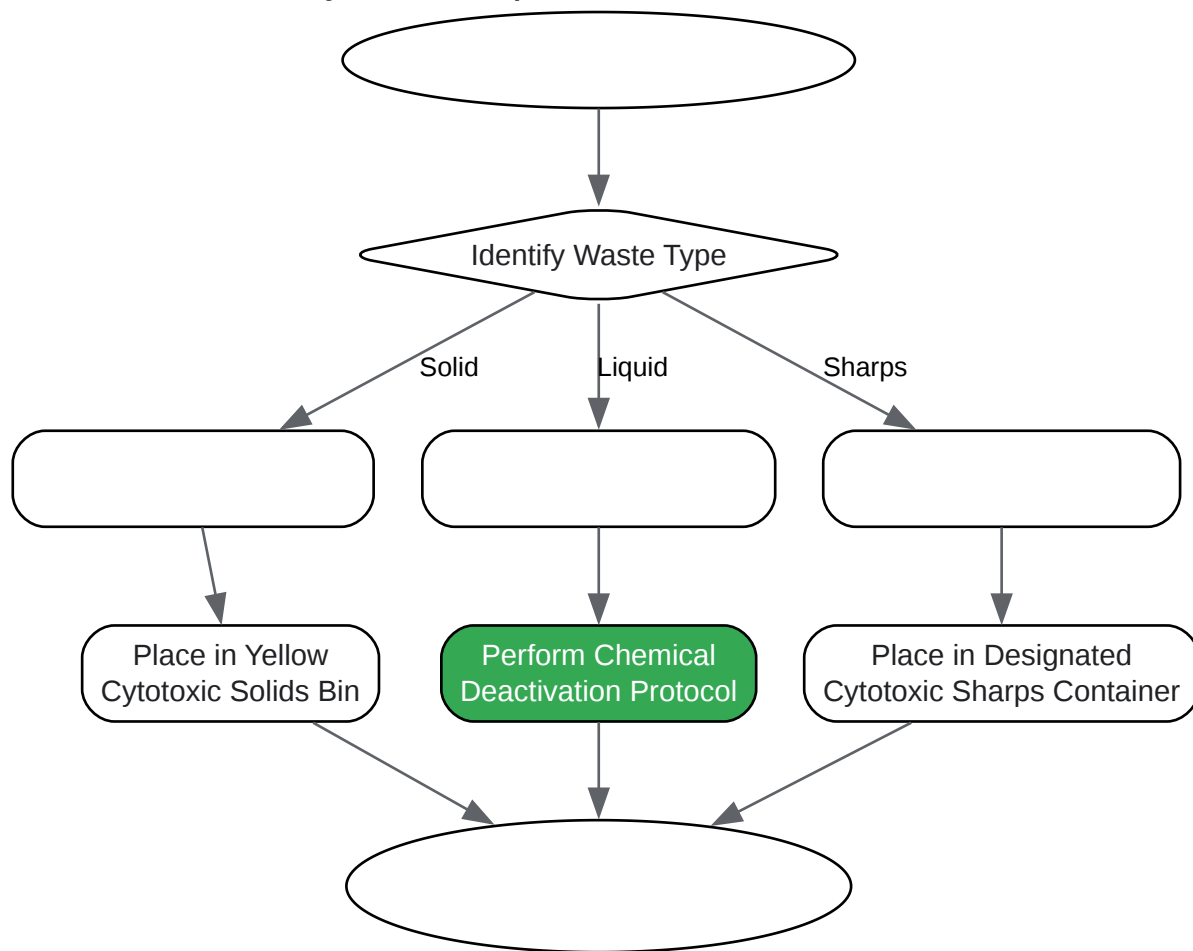 Identify Waste Type
Solid
Liquid
Sharps
Place in Yellow
Cytotoxic Solids Bin
Perform Chemical
Deactivation Protocol
Place in Designated
Cytotoxic Sharps Container